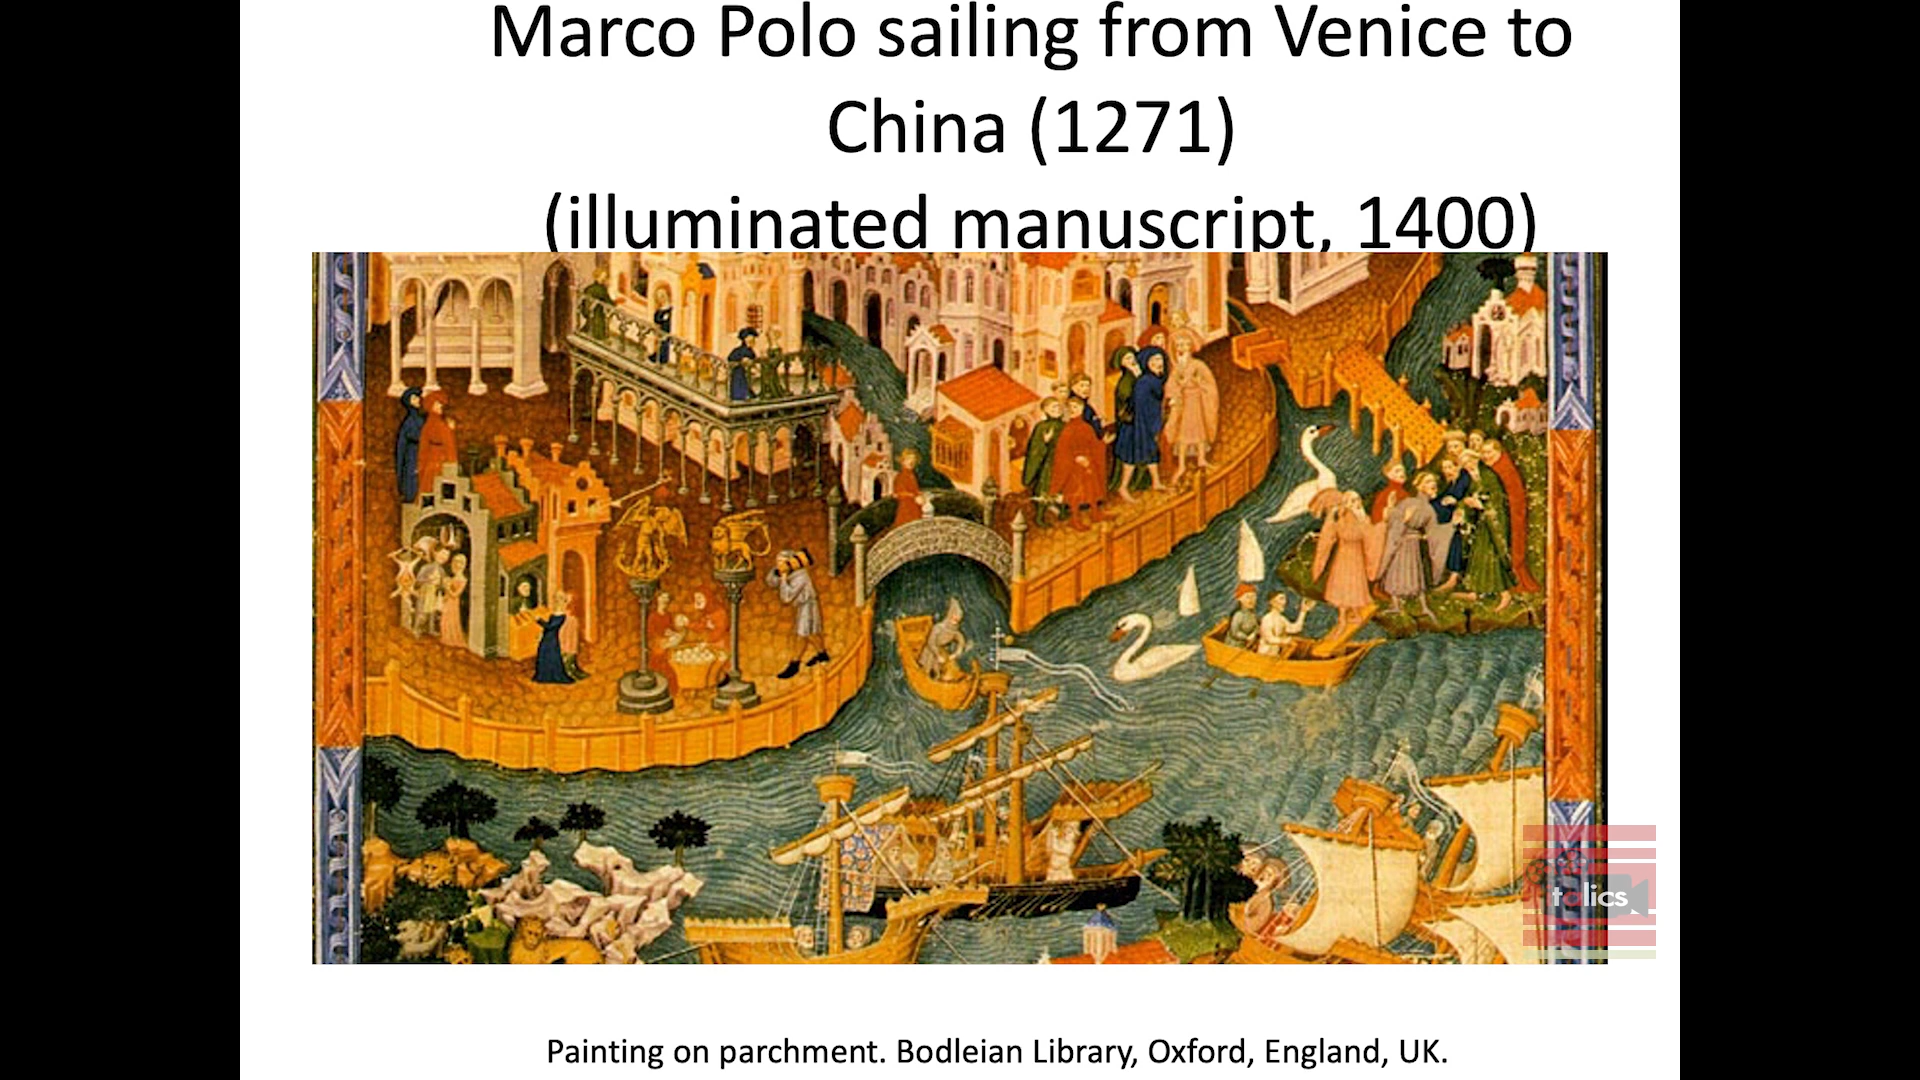 Marco Polo sailing from Venice to
China (1271)
(illuminated manuscript, 1400)
talics
Painting on parchment. Bodleian Library, Oxford, England, UK.